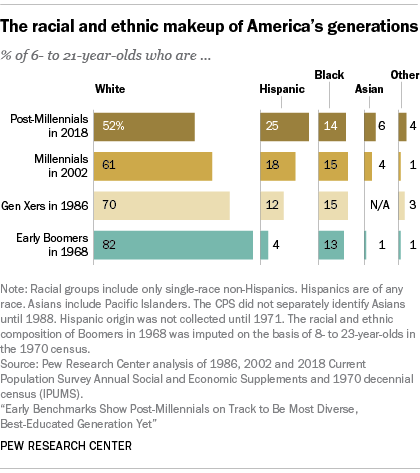 The racial and ethnic makeup of America's generations
% of 6- to 21-year-olds who are ...
White Hispanic Black Asian Other
Post-Millennials
in 2018 52% 25 14 6 4
Millennials
in 2002 61 18 15 4 1
Gen Xers in 1986 70 12 15 N/A 3
Early Boomers
in 1968 82 4 13 1 1
Note: Racial groups include only single-race non-Hispanics. Hispanics are of any
race. Asians include Pacific Islanders. The CPS did not separately identify Asians
until 1988. Hispanic origin was not collected until 1971. The racial and ethnic
composition of Boomers in 1968 was imputed on the basis of 8- to 23-year-olds in
the 1970 census.
Source: Pew Research Center analysis of 1986, 2002 and 2018 Current
Population Survey Annual Social and Economic Supplements and 1970 decennial
census (IPUMS).
“Early Benchmarks Show Post-Millennials on Track to Be Most Diverse,
Best-Educated Generation Yet”
PEW RESEARCH CENTER